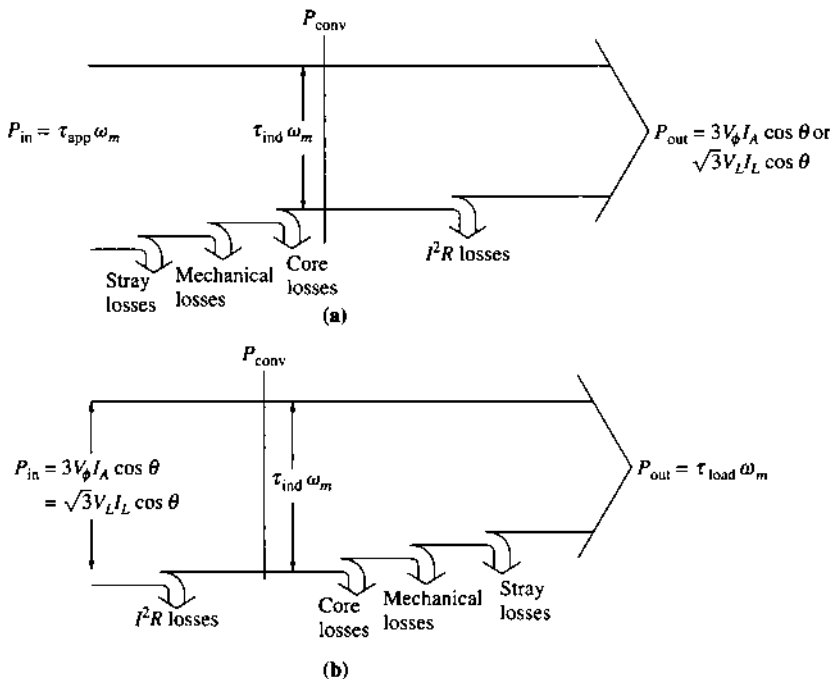 P_conv
P_in = τ_app ω_m
τ_ind ω_m
P_out = 3V_ϕ I_A cos θ or
√3V_L I_L cos θ
I²R losses
Stray
losses
Mechanical
losses
Core
losses
(a)
P_conv
P_in = 3V_ϕ I_A cos θ
= √3V_L I_L cos θ
τ_ind ω_m
P_out = τ_load ω_m
I²R losses
Core
losses
Mechanical
losses
Stray
losses
(b)